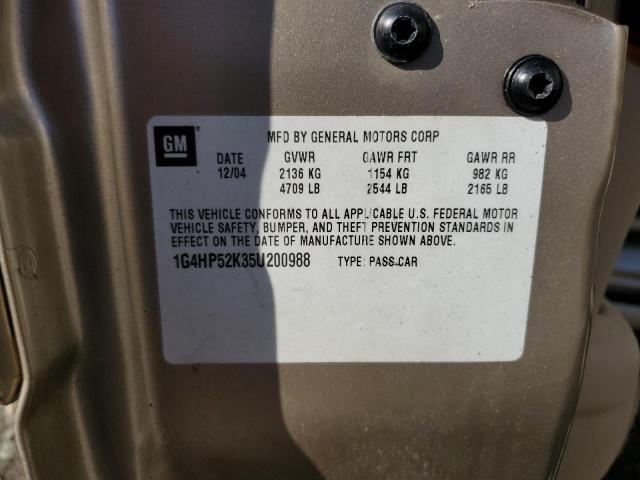 GM MFD BY GENERAL MOTORS CORP
DATE GVWR GAWR FRT GAWR RR
12/04 2136 KG 1154 KG 982 KG
4709 LB 2544 LB 2165 LB
THIS VEHICLE CONFORMS TO ALL APPLICABLE U.S. FEDERAL MOTOR
VEHICLE SAFETY, BUMPER, AND THEFT PREVENTION STANDARDS IN
EFFECT ON THE DATE OF MANUFACTURE SHOWN ABOVE.
1G4HP52K35U200988 TYPE: PASS CAR